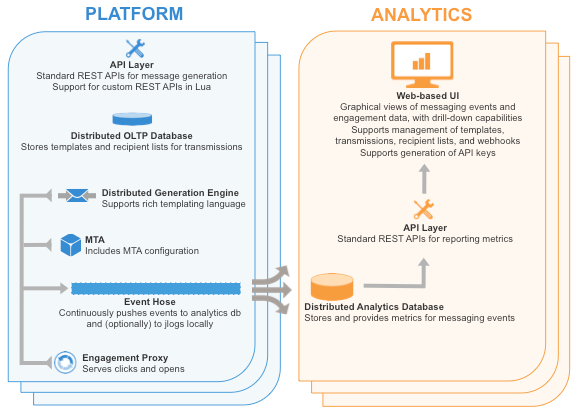 PLATFORM
API Layer
Standard REST APIs for message generation
Support for custom REST APIs in Lua
Distributed OLTP Database
Stores templates and recipient lists for transmissions
Distributed Generation Engine
Supports rich templating language
MTA
Includes MTA configuration
Event Hose
Continuously pushes events to analytics db
and (optionally) to jlogs locally
Engagement Proxy
Serves clicks and opens
ANALYTICS
Web-based UI
Graphical views of messaging events and
engagement data, with drill-down capabilities
Supports management of templates,
transmissions, recipient lists, and webhooks
Supports generation of API keys
API Layer
Standard REST APIs for reporting metrics
Distributed Analytics Database
Stores and provides metrics for messaging events